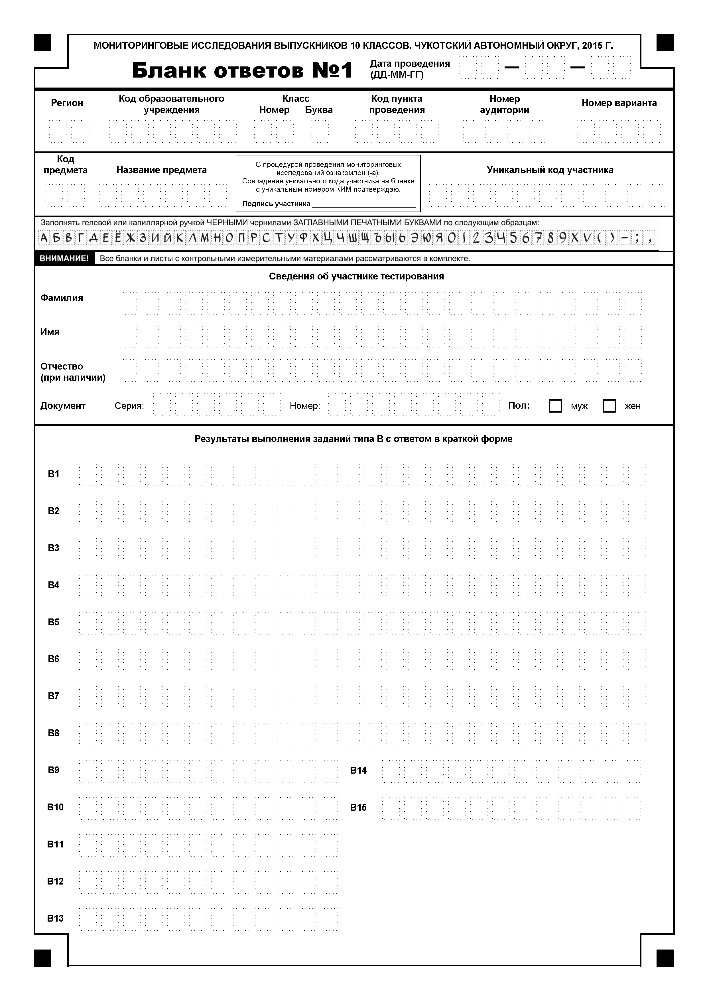 МОНИТОРИНГОВЫЕ ИССЛЕДОВАНИЯ ВЫПУСКНИКОВ 10 КЛАССОВ. ЧУКОТСКИЙ АВТОНОМНЫЙ ОКРУГ, 2015 Г.
Бланк ответов №1
Дата проведения
(ДД-ММ-ГГ)
Регион
Код образовательного
учреждения
Класс
Номер Буква
Код пункта
проведения
Номер
аудитории
Номер варианта
Код
предмета
Название предмета
С процедурой проведения мониторинговых
исследований ознакомлен (-а).
Совпадение уникального кода участника на бланке
с уникальным номером КИМ подтверждаю.
Подпись участника
Уникальный код участника
Заполнять гелевой или капиллярной ручкой ЧЕРНЫМИ чернилами ЗАГЛАВНЫМИ ПЕЧАТНЫМИ БУКВАМИ по следующим образцам:
А Б В Г Д Е Ё Ж З И Й К Л М Н О П Р С Т У Ф Х Ц Ч Ш Щ Ъ Ы Ь Э Ю Я 0 1 2 3 4 5 6 7 8 9 X V ( ) - ; ,
ВНИМАНИЕ! Все бланки и листы с контрольными измерительными материалами рассматриваются в комплекте.
Сведения об участнике тестирования
Фамилия
Имя
Отчество
(при наличии)
Документ Серия: Номер: Пол: муж жен
Результаты выполнения заданий типа В с ответом в краткой форме
В1
В2
В3
В4
В5
В6
В7
В8
В9 В14
В10 В15
В11
В12
В13